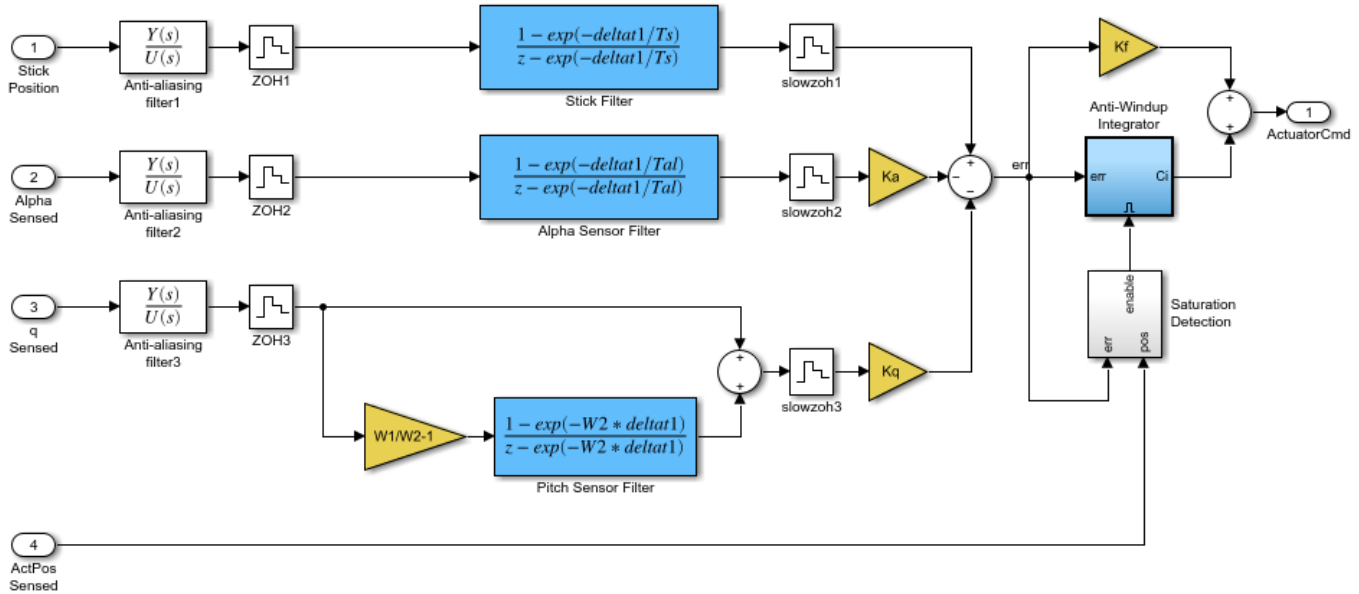 1
Stick
Position
Y(s)
U(s)
Anti-aliasing
filter1
ZOH1
1 − exp(−deltat1/Ts)
z − exp(−deltat1/Ts)
Stick Filter
slowzoh1
Kf
+
+
1
ActuatorCmd
2
Alpha
Sensed
Y(s)
U(s)
Anti-aliasing
filter2
ZOH2
1 − exp(−deltat1/Tal)
z − exp(−deltat1/Tal)
Alpha Sensor Filter
slowzoh2
Ka
+
−
−
err
Anti-Windup
Integrator
err
Ci
3
q
Sensed
Y(s)
U(s)
Anti-aliasing
filter3
ZOH3
W1/W2-1
1 − exp(−W2 * deltat1)
z − exp(−W2 * deltat1)
Pitch Sensor Filter
+
+
slowzoh3
Kq
enable
err
pos
Saturation
Detection
4
ActPos
Sensed